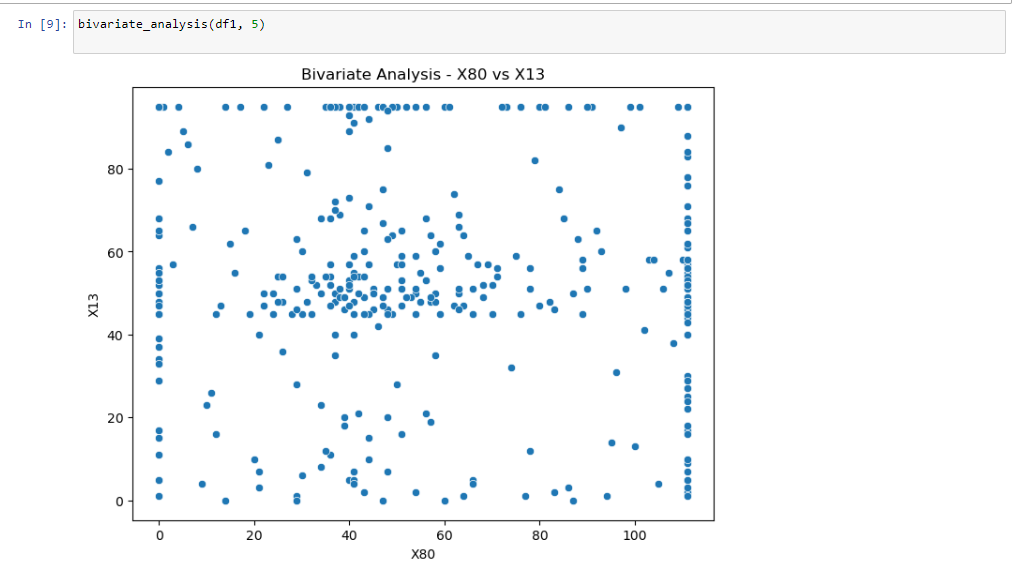 In [9]: bivariate_analysis(df1, 5)
Bivariate Analysis - X80 vs X13
80
60
40
20
0
X13
0 20 40 60 80 100
X80